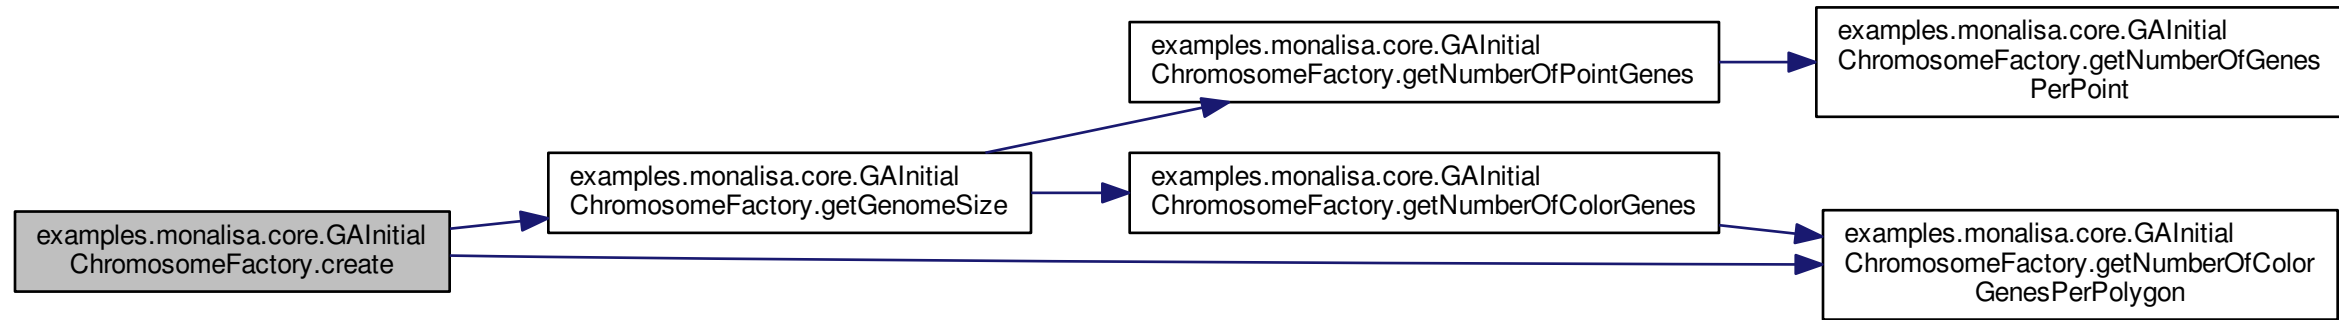 examples.monalisa.core.GAInitial
ChromosomeFactory.create
examples.monalisa.core.GAInitial
ChromosomeFactory.getGenomeSize
examples.monalisa.core.GAInitial
ChromosomeFactory.getNumberOfPointGenes
examples.monalisa.core.GAInitial
ChromosomeFactory.getNumberOfGenes
PerPoint
examples.monalisa.core.GAInitial
ChromosomeFactory.getNumberOfColorGenes
examples.monalisa.core.GAInitial
ChromosomeFactory.getNumberOfColor
GenesPerPolygon